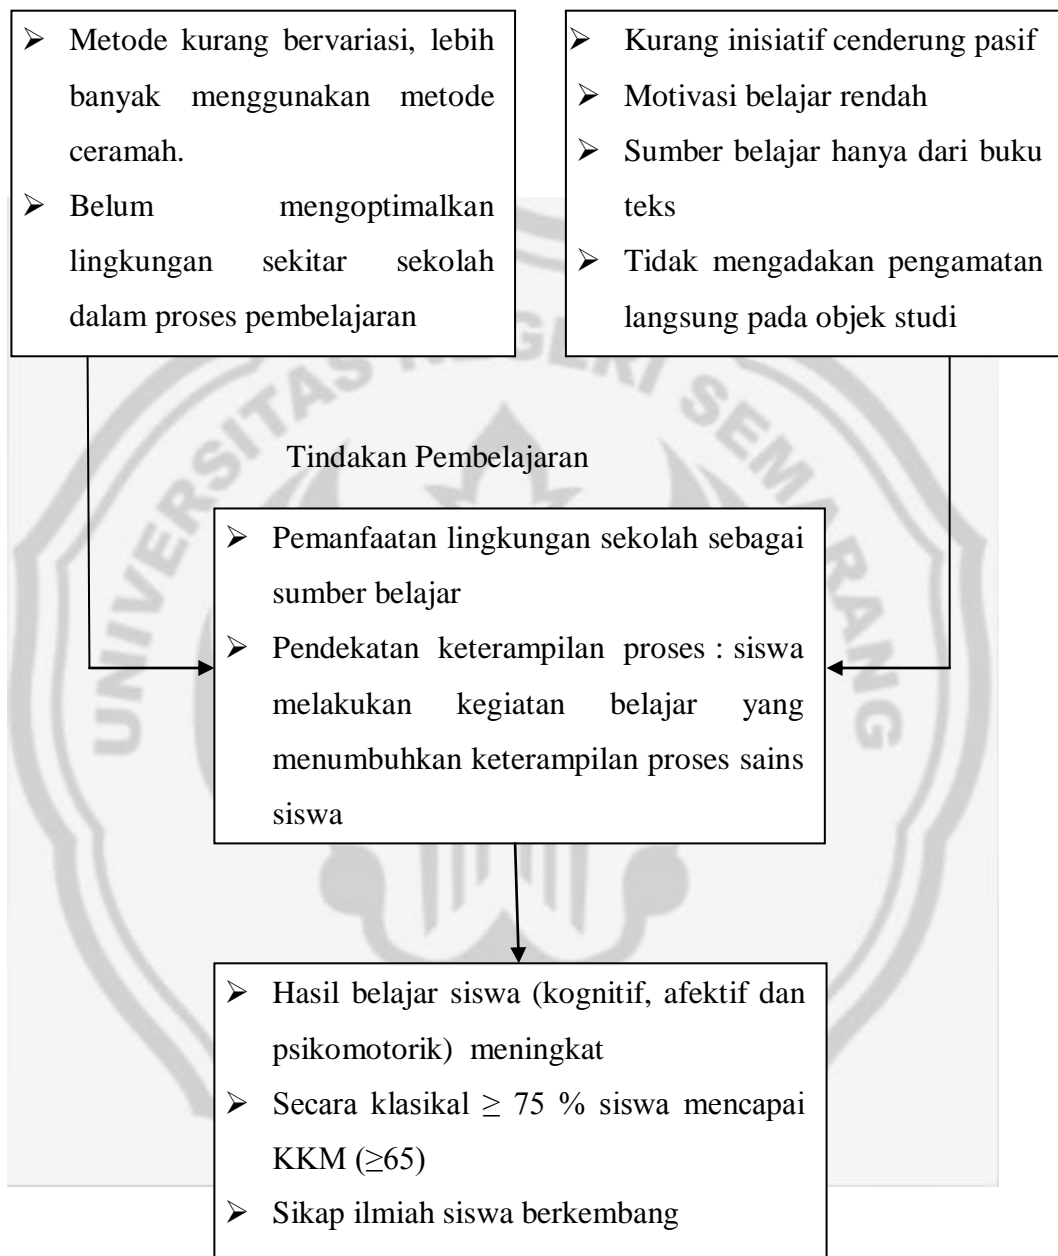 ➢ Metode kurang bervariasi, lebih
banyak menggunakan metode
ceramah.
➢ Belum mengoptimalkan
lingkungan sekitar sekolah
dalam proses pembelajaran
➢ Kurang inisiatif cenderung pasif
➢ Motivasi belajar rendah
➢ Sumber belajar hanya dari buku
teks
➢ Tidak mengadakan pengamatan
langsung pada objek studi
UNIVERSITAS NEGERI SEMARANG
Tindakan Pembelajaran
➢ Pemanfaatan lingkungan sekolah sebagai
sumber belajar
➢ Pendekatan keterampilan proses : siswa
melakukan kegiatan belajar yang
menumbuhkan keterampilan proses sains
siswa
➢ Hasil belajar siswa (kognitif, afektif dan
psikomotorik) meningkat
➢ Secara klasikal ≥ 75 % siswa mencapai
KKM (≥65)
➢ Sikap ilmiah siswa berkembang